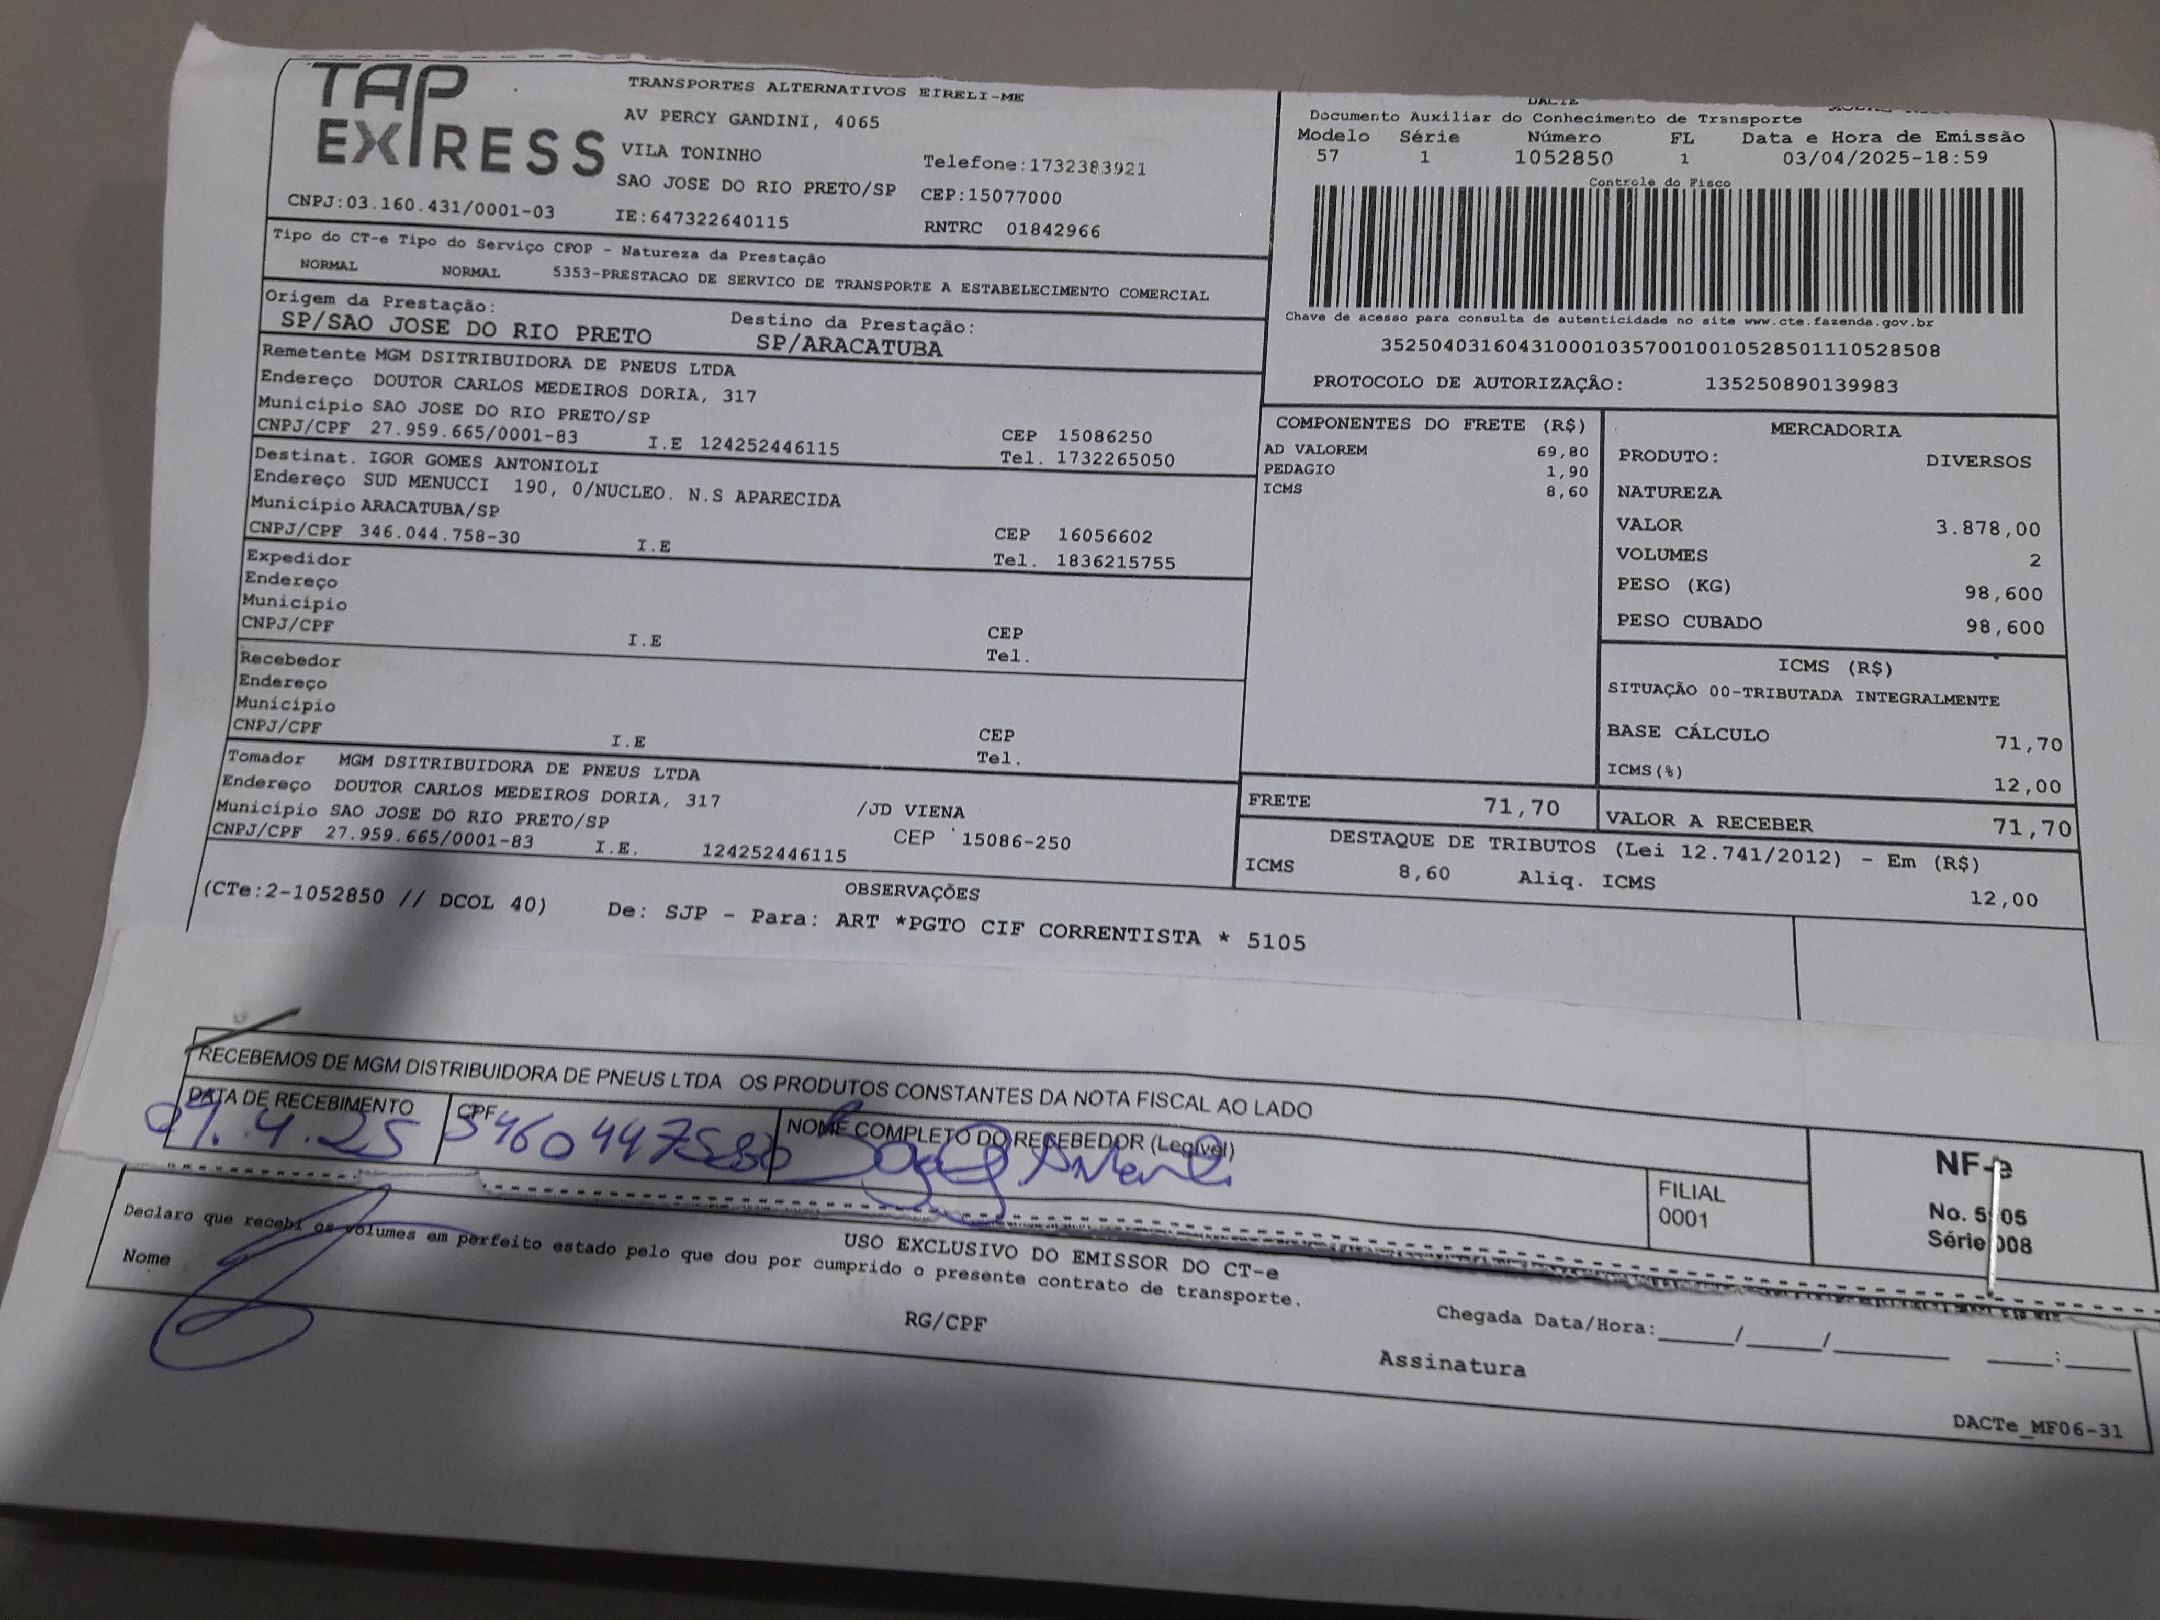 TAP EXPRESS
CNPJ:03.160.431/0001-03
TRANSPORTES ALTERNATIVOS EIRELI-ME
AV PERCY GANDINI, 4065
VILA TONINHO Telefone:1732383921
SAO JOSE DO RIO PRETO/SP CEP:15077000
IE:647322640115 RNTRC 01842966
DACTE
Documento Auxiliar do Conhecimento de Transporte
Modelo Série Número FL Data e Hora de Emissão
57 1 1052850 1 03/04/2025-18:59
Controle do Fisco
Chave de acesso para consulta de autenticidade no site www.cte.fazenda.gov.br
35250403160431000103570010010528501110528508
PROTOCOLO DE AUTORIZAÇÃO: 135250890139983
Tipo do CT-e Tipo do Serviço CFOP - Natureza da Prestação
NORMAL NORMAL 5353-PRESTACAO DE SERVICO DE TRANSPORTE A ESTABELECIMENTO COMERCIAL
Origem da Prestação: Destino da Prestação:
SP/SAO JOSE DO RIO PRETO SP/ARACATUBA
Remetente MGM DSITRIBUIDORA DE PNEUS LTDA
Endereço DOUTOR CARLOS MEDEIROS DORIA, 317
Município SAO JOSE DO RIO PRETO/SP CEP 15086250
CNPJ/CPF 27.959.665/0001-83 I.E 124252446115 Tel. 1732265050
Destinat. IGOR GOMES ANTONIOLI
Endereço SUD MENUCCI 190, 0/NUCLEO. N.S APARECIDA
Município ARACATUBA/SP CEP 16056602
CNPJ/CPF 346.044.758-30 I.E Tel. 1836215755
Expedidor
Endereço
Município CEP
CNPJ/CPF I.E Tel.
Recebedor
Endereço
Município CEP
CNPJ/CPF I.E Tel.
Tomador MGM DSITRIBUIDORA DE PNEUS LTDA
Endereço DOUTOR CARLOS MEDEIROS DORIA, 317 /JD VIENA
Município SAO JOSE DO RIO PRETO/SP CEP 15086-250
CNPJ/CPF 27.959.665/0001-83 I.E. 124252446115
COMPONENTES DO FRETE (R$)
AD VALOREM 69,80
PEDAGIO 1,90
ICMS 8,60
FRETE 71,70
MERCADORIA
PRODUTO: DIVERSOS
NATUREZA
VALOR 3.878,00
VOLUMES 2
PESO (KG) 98,600
PESO CUBADO 98,600
ICMS (R$)
SITUAÇÃO 00-TRIBUTADA INTEGRALMENTE
BASE CÁLCULO 71,70
ICMS(%) 12,00
VALOR A RECEBER 71,70
DESTAQUE DE TRIBUTOS (Lei 12.741/2012) - Em (R$)
ICMS 8,60 Aliq. ICMS 12,00
OBSERVAÇÕES
(CTe:2-1052850 // DCOL 40) De: SJP - Para: ART *PGTO CIF CORRENTISTA * 5105
RECEBEMOS DE MGM DISTRIBUIDORA DE PNEUS LTDA OS PRODUTOS CONSTANTES DA NOTA FISCAL AO LADO
DATA DE RECEBIMENTO CPF NOME COMPLETO DO RECEBEDOR (Legível)
4.25 34604475830
FILIAL
0001
NF-e
No. 5105
Série 008
USO EXCLUSIVO DO EMISSOR DO CT-e
Declaro que recebi os volumes em perfeito estado pelo que dou por cumprido o presente contrato de transporte.
Nome RG/CPF Assinatura Chegada Data/Hora:_____/_____/_______ ____:____
DACTe_MF06-31